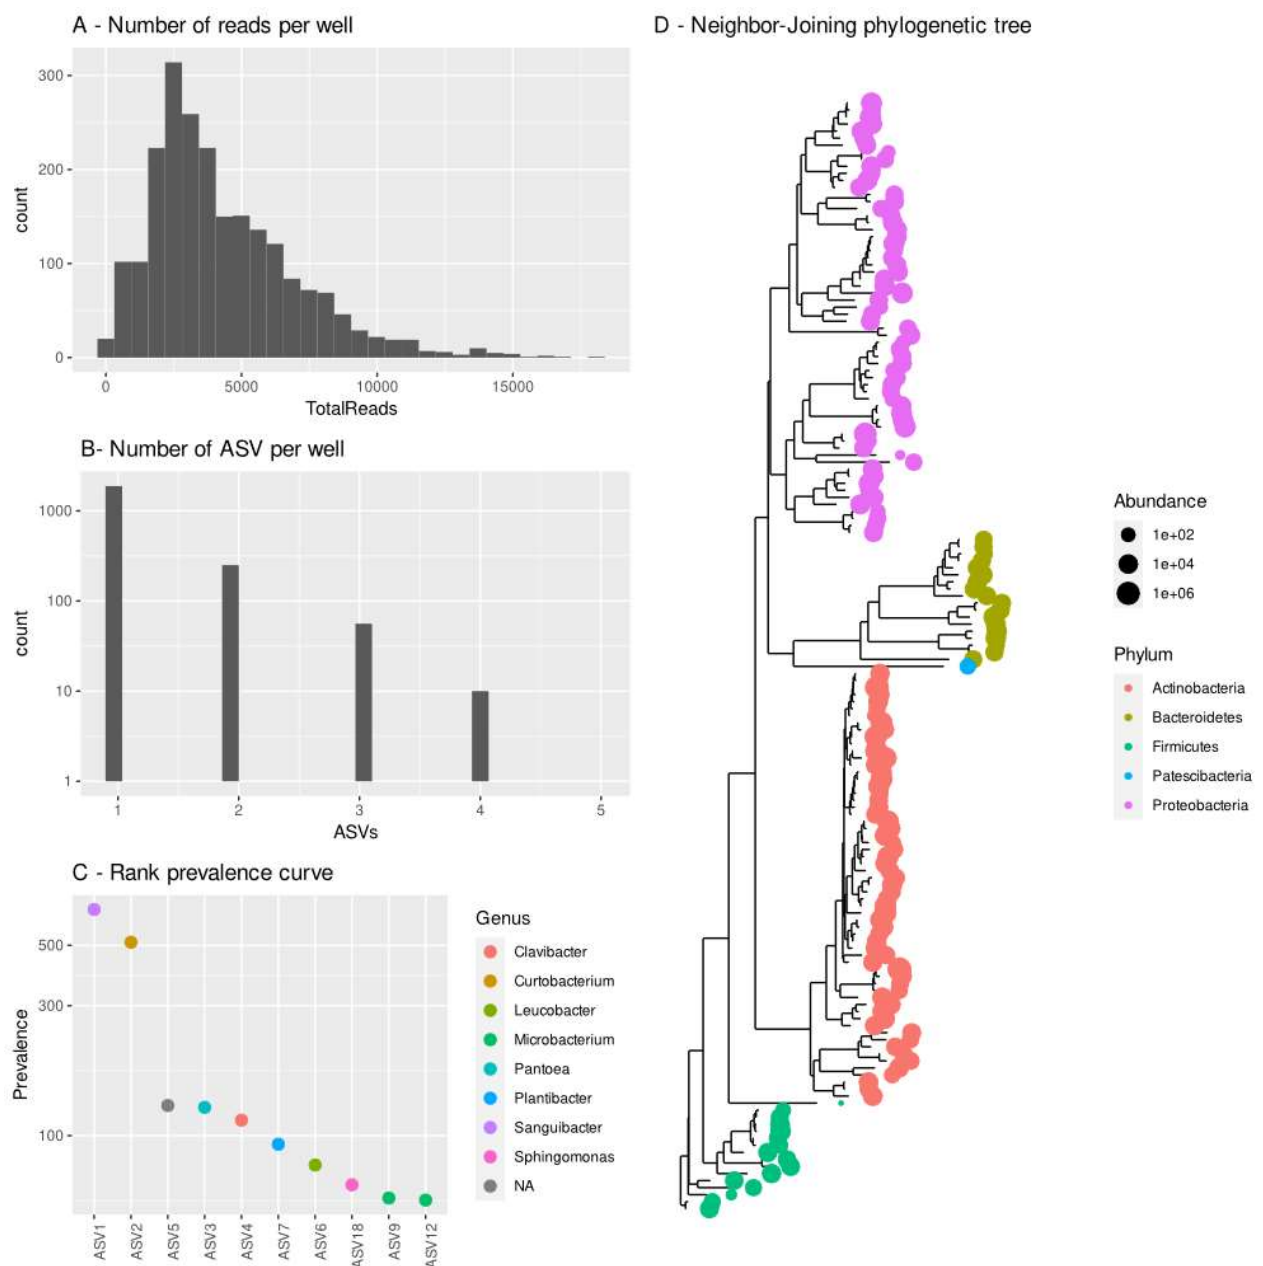 A - Number of reads per well
300
200
100
0
count
0 5000 10000 15000
TotalReads
B- Number of ASV per well
1000
100
10
1
count
1 2 3 4 5
ASVs
C - Rank prevalence curve
500
300
100
Prevalence
ASV1 ASV2 ASV5 ASV3 ASV4 ASV7 ASV6 ASV18 ASV9 ASV12
Genus
Clavibacter
Curtobacterium
Leucobacter
Microbacterium
Pantoea
Plantibacter
Sanguibacter
Sphingomonas
NA
D - Neighbor-Joining phylogenetic tree
Abundance
1e+02
1e+04
1e+06
Phylum
Actinobacteria
Bacteroidetes
Firmicutes
Patescibacteria
Proteobacteria